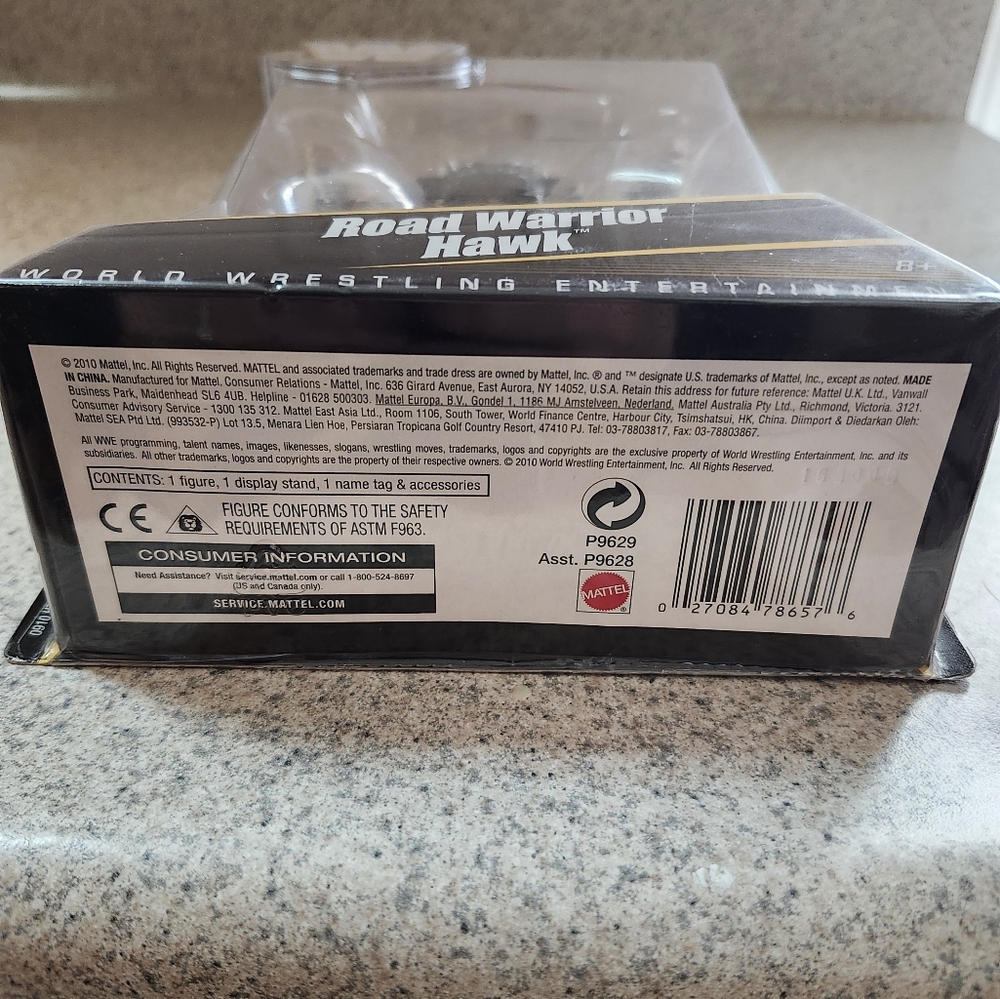 Road Warrior
Hawk™
8+
WORLD WRESTLING ENTERTAINMEN
© 2010 Mattel, Inc. All Rights Reserved. MATTEL and associated trademarks and trade dress are owned by Mattel, Inc. ® and ™ designate U.S. trademarks of Mattel, Inc., except as noted. MADE
IN CHINA. Manufactured for Mattel. Consumer Relations - Mattel, Inc. 636 Girard Avenue, East Aurora, NY 14052, U.S.A. Retain this address for future reference: Mattel U.K. Ltd., Vanwall
Business Park, Maidenhead SL6 4UB. Helpline - 01628 500303. Mattel Europa, B.V., Gondel 1, 1186 MJ Amstelveen, Nederland. Mattel Australia Pty Ltd., Richmond, Victoria. 3121.
Consumer Advisory Service - 1300 135 312. Mattel East Asia Ltd., Room 1106, South Tower, World Finance Centre, Harbour City, Tsimshatsui, HK, China. Diimport & Diedarkan Oleh:
Mattel SEA Ptd Ltd. (993532-P) Lot 13.5, Menara Lien Hoe, Persiaran Tropicana Golf Country Resort, 47410 PJ. Tel: 03-78803817, Fax: 03-78803867.
All WWE programming, talent names, images, likenesses, slogans, wrestling moves, trademarks, logos and copyrights are the exclusive property of World Wrestling Entertainment, Inc. and its
subsidiaries. All other trademarks, logos and copyrights are the property of their respective owners. © 2010 World Wrestling Entertainment, Inc. All Rights Reserved.
CONTENTS: 1 figure, 1 display stand, 1 name tag & accessories
CE
FIGURE CONFORMS TO THE SAFETY
REQUIREMENTS OF ASTM F963.
CONSUMER INFORMATION
Need Assistance? Visit service.mattel.com or call 1-800-524-8697
(US and Canada only).
SERVICE.MATTEL.COM
P9629
Asst. P9628
MATTEL®
0 27084 78657 6